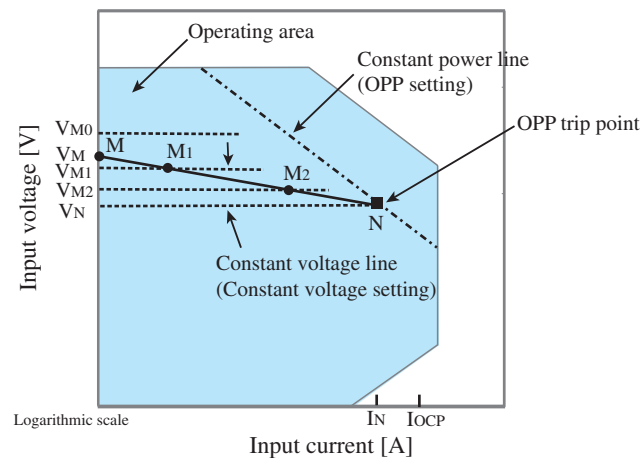 Operating area
Constant power line
(OPP setting)
OPP trip point
VM0
VM
M
VM1
M1
VM2
M2
VN
N
Constant voltage line
(Constant voltage setting)
Input voltage [V]
Logarithmic scale
IN
IOCP
Input current [A]